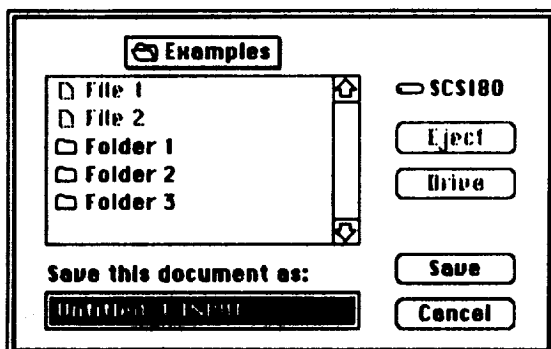 Examples
File 1
File 2
Folder 1
Folder 2
Folder 3
SCSI80
Eject
Drive
Save this document as:
Untitled
Save
Cancel